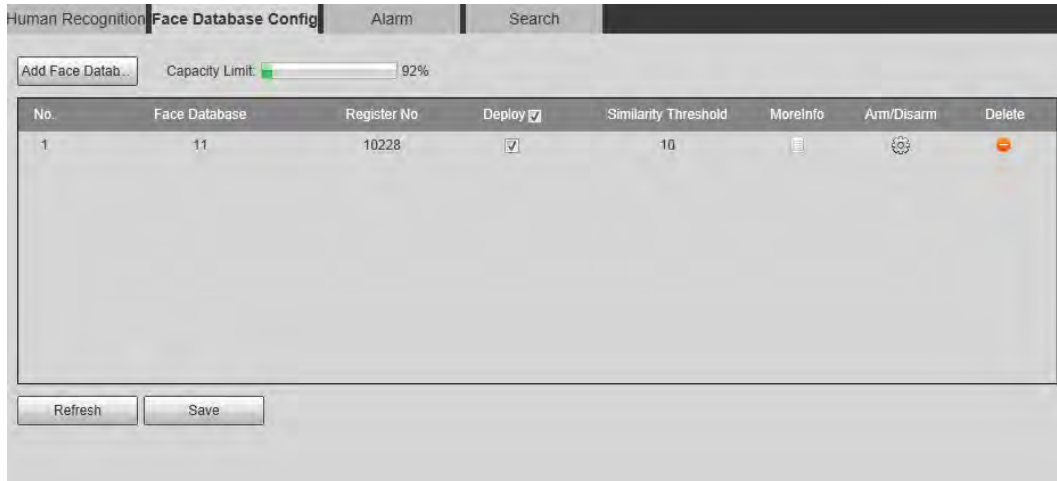 Human Recognition Face Database Config Alarm Search
Add Face Datab... Capacity Limit: 92%
No. Face Database Register No Deploy Similarity Threshold MoreInfo Arm/Disarm Delete
1 11 10228 10
Refresh Save